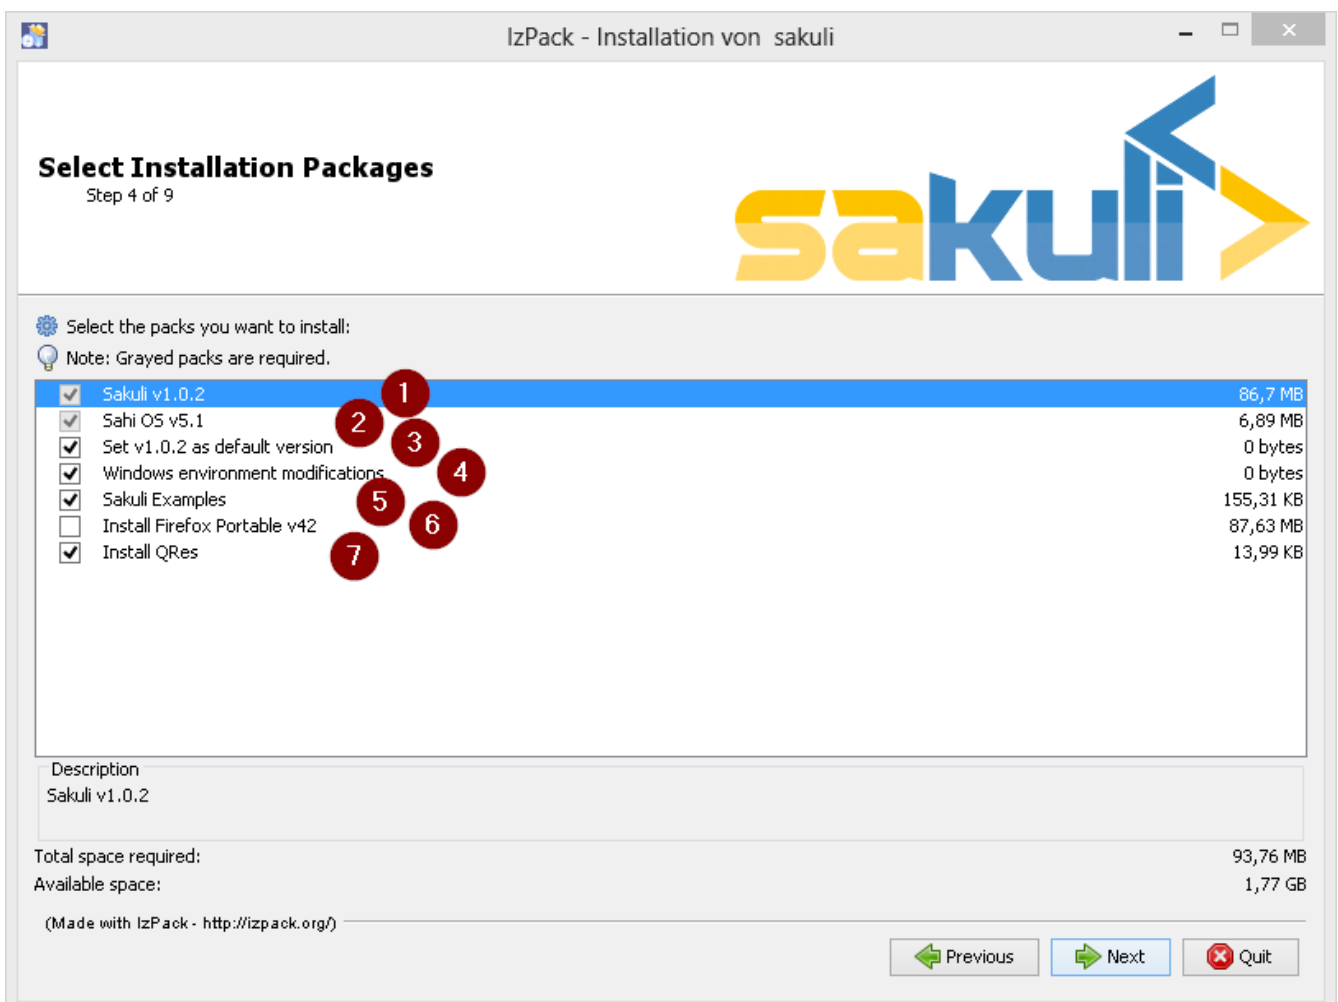 IzPack - Installation von  sakuli
Select Installation Packages
Step 4 of 9
sakuli
Select the packs you want to install:
Note: Grayed packs are required.
Sakuli v1.0.2 1 86,7 MB
Sahi OS v5.1 2 6,89 MB
Set v1.0.2 as default version 3 0 bytes
Windows environment modifications 4 0 bytes
Sakuli Examples 5 155,31 KB
Install Firefox Portable v42 6 87,63 MB
Install QRes 7 13,99 KB
Description
Sakuli v1.0.2
Total space required: 93,76 MB
Available space: 1,77 GB
(Made with IzPack - http://izpack.org/)
Previous Next Quit